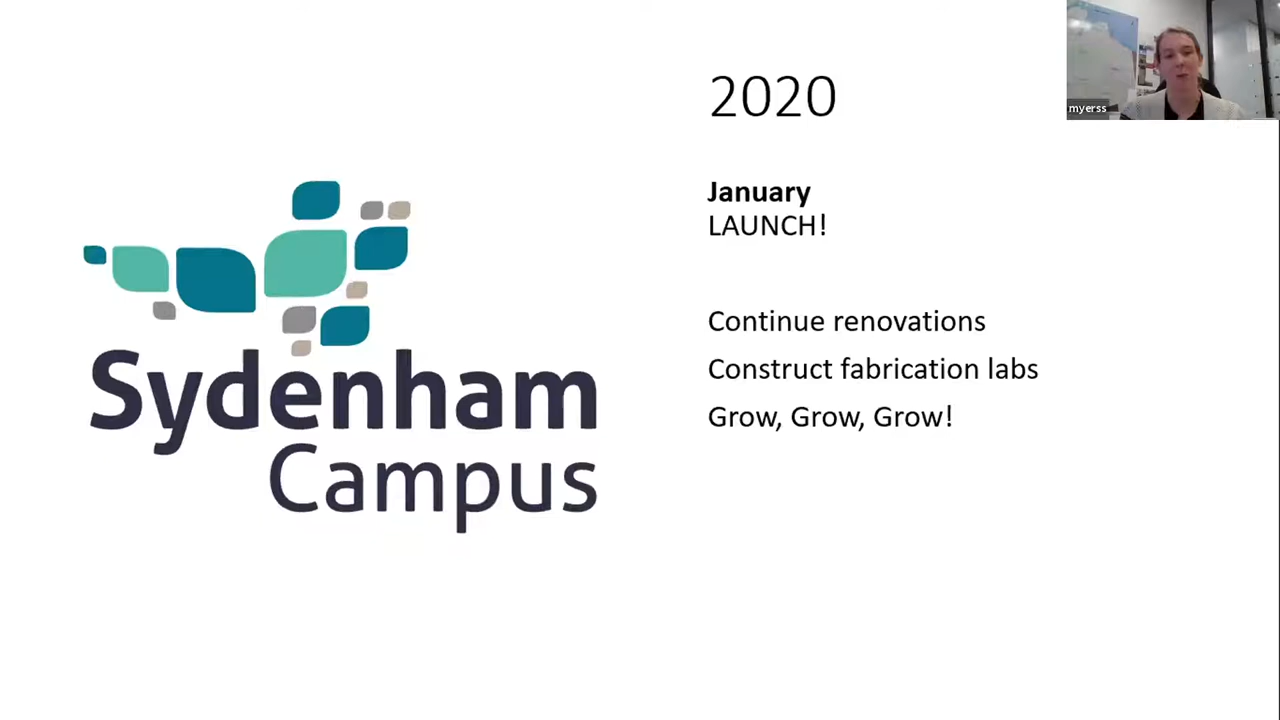 2020
myerss
January
LAUNCH!
Continue renovations
Construct fabrication labs
Grow, Grow, Grow!
Sydenham
Campus